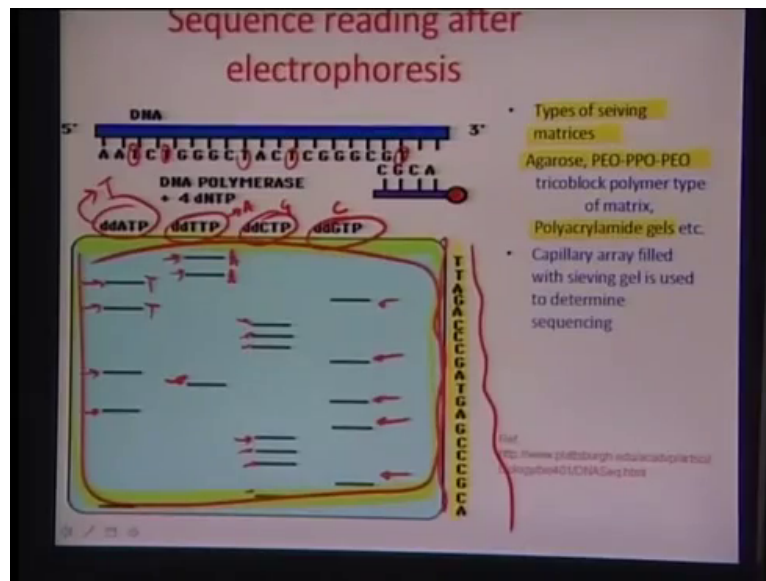 Sequence reading after
electrophoresis
DNA
5' 3'
A A T C T G G G C T A C T C G G G C G T
C G C A
DNA POLYMERASE
+ 4 dNTP
T A G C
ddATP ddTTP ddCTP ddGTP
A
A
T
T
T
T
A
G
A
C
C
C
G
A
T
G
A
G
C
C
C
G
C
A
• Types of seiving
matrices
Agarose, PEO-PPO-PEO
tricoblock polymer type
of matrix,
Polyacrylamide gels etc.
• Capillary array filled
with sieving gel is used
to determine
sequencing
Ref: